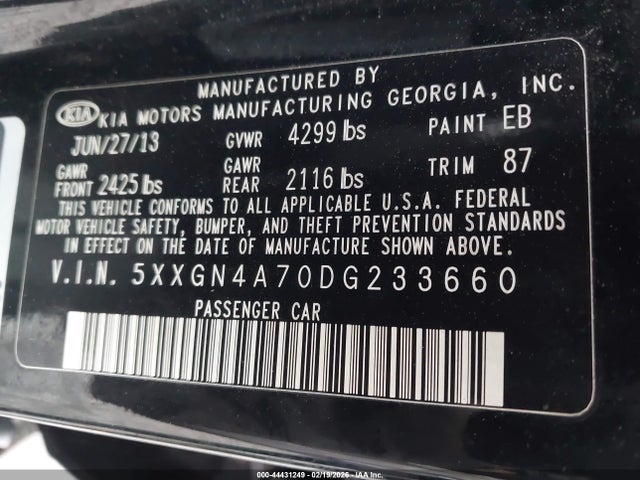 MANUFACTURED BY
KIA KIA MOTORS MANUFACTURING GEORGIA, INC.
JUN/27/13 GVWR 4299 lbs PAINT EB
GAWR FRONT 2425 lbs GAWR REAR 2116 lbs TRIM 87
THIS VEHICLE CONFORMS TO ALL APPLICABLE U.S.A. FEDERAL
MOTOR VEHICLE SAFETY, BUMPER, AND THEFT PREVENTION STANDARDS
IN EFFECT ON THE DATE OF MANUFACTURE SHOWN ABOVE.
V.I.N. 5XXGN4A70DG233660
PASSENGER CAR
000-44431249 - 02/19/2026 - IAA Inc.